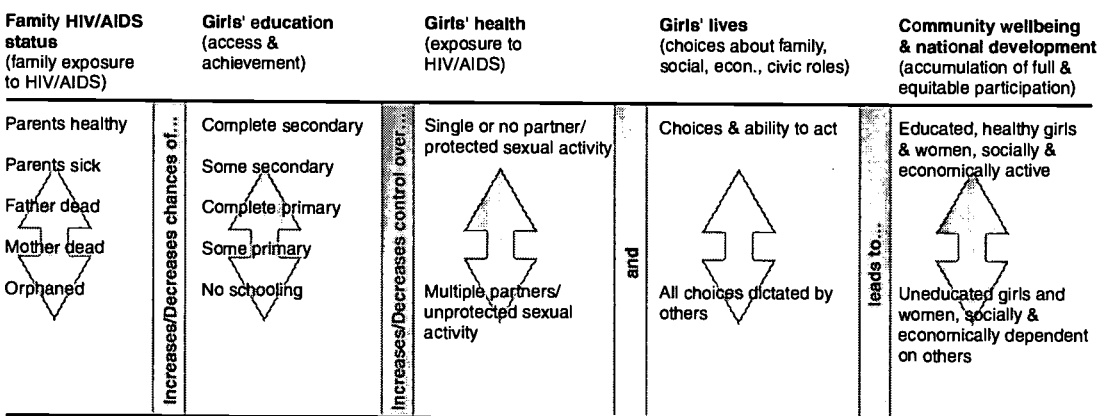 Family HIV/AIDS
status
(family exposure
to HIV/AIDS)
Girls' education
(access &
achievement)
Girls' health
(exposure to
HIV/AIDS)
Girls' lives
(choices about family,
social, econ., civic roles)
Community wellbeing
& national development
(accumulation of full &
equitable participation)
Parents healthy
Parents sick
Father dead
Mother dead
Orphaned
Increases/Decreases chances of...
Complete secondary
Some secondary
Complete primary
Some primary
No schooling
Increases/Decreases control over....
Single or no partner/
protected sexual activity
Multiple partners/
unprotected sexual
activity
and
Choices & ability to act
All choices dictated by
others
leads to...
Educated, healthy girls
& women, socially &
economically active
Uneducated girls and
women, socially &
economically dependent
on others